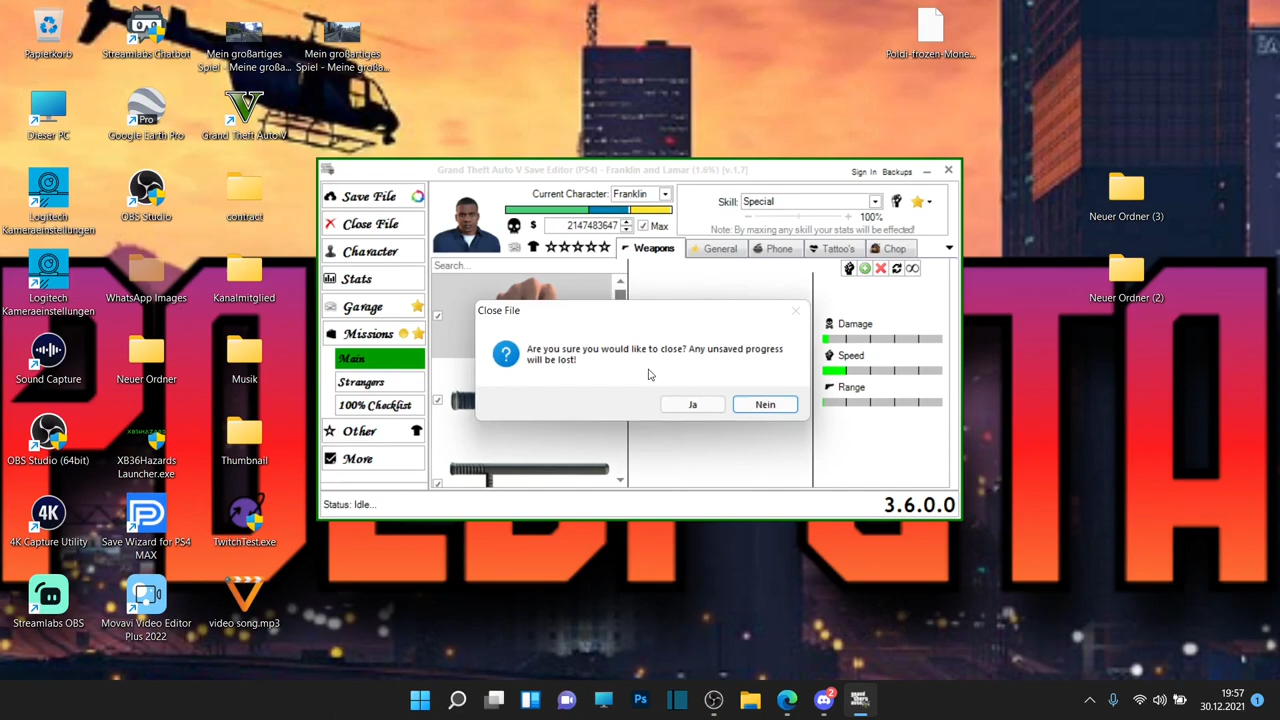 Papierkorb
Streamlabs Chatbot
Mein großartiges
Spiel - Meine großa...
Mein großartiges
Spiel - Meine große...
Poldi-frozen-Mone...
Dieser PC
Google Earth Pro
Grand Theft Auto V
Logitech
Kameraeinstellungen
OBS Studio
contract
Neuer Ordner (3)
Logitech
Kameraeinstellungen
WhatsApp Images
Kanalmitglied
Neuer Ordner (2)
Sound Capture
Neuer Ordner
Musik
OBS Studio (64bit)
XB36Hazards
Launcher.exe
Thumbnail
4K
4K Capture Utility
Save Wizard for PS4
MAX
TwitchTest.exe
Streamlabs OBS
Movavi Video Editor
Plus 2022
video song.mp3
Grand Theft Auto V Save Editor (PS4) - Franklin and Lamar (1.6%) [v.1.7]
Sign In Backups
Save File
Close File
Character
Stats
Garage
Missions
Main
Strangers
100% Checklist
Other
More
Current Character: Franklin
$ 2147483647 Max
Skill: Special
100%
Note: By maxing any skill your stats will be effected!
Weapons
General
Phone
Tattoo's
Chop
Search...
Damage
Speed
Range
Close File
Are you sure you would like to close? Any unsaved progress
will be lost!
Ja
Nein
Status: Idle...
3.6.0.0
Ps
2
19:57
30.12.2021
1